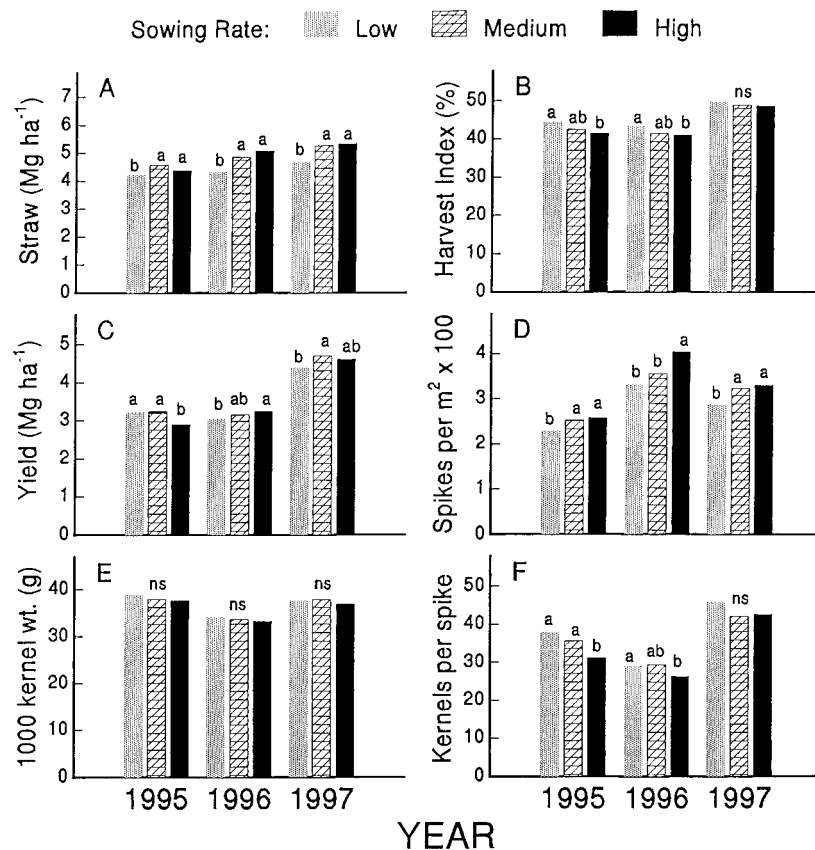 Sowing Rate: Low Medium High
A
Straw (Mg ha⁻¹)
7
6
5
4
3
2
1
0
b a a b a a b a a
B
Harvest Index (%)
50
40
30
20
10
0
a ab b a ab b ns
C
Yield (Mg ha⁻¹)
5
4
3
2
1
0
a a b b ab a b a ab
D
Spikes per m² x 100
4
3
2
1
0
b a a b b a b a a
E
1000 kernel wt. (g)
40
30
20
10
0
ns ns ns
F
Kernels per spike
50
40
30
20
10
0
a a b a ab b ns
1995 1996 1997
1995 1996 1997
YEAR